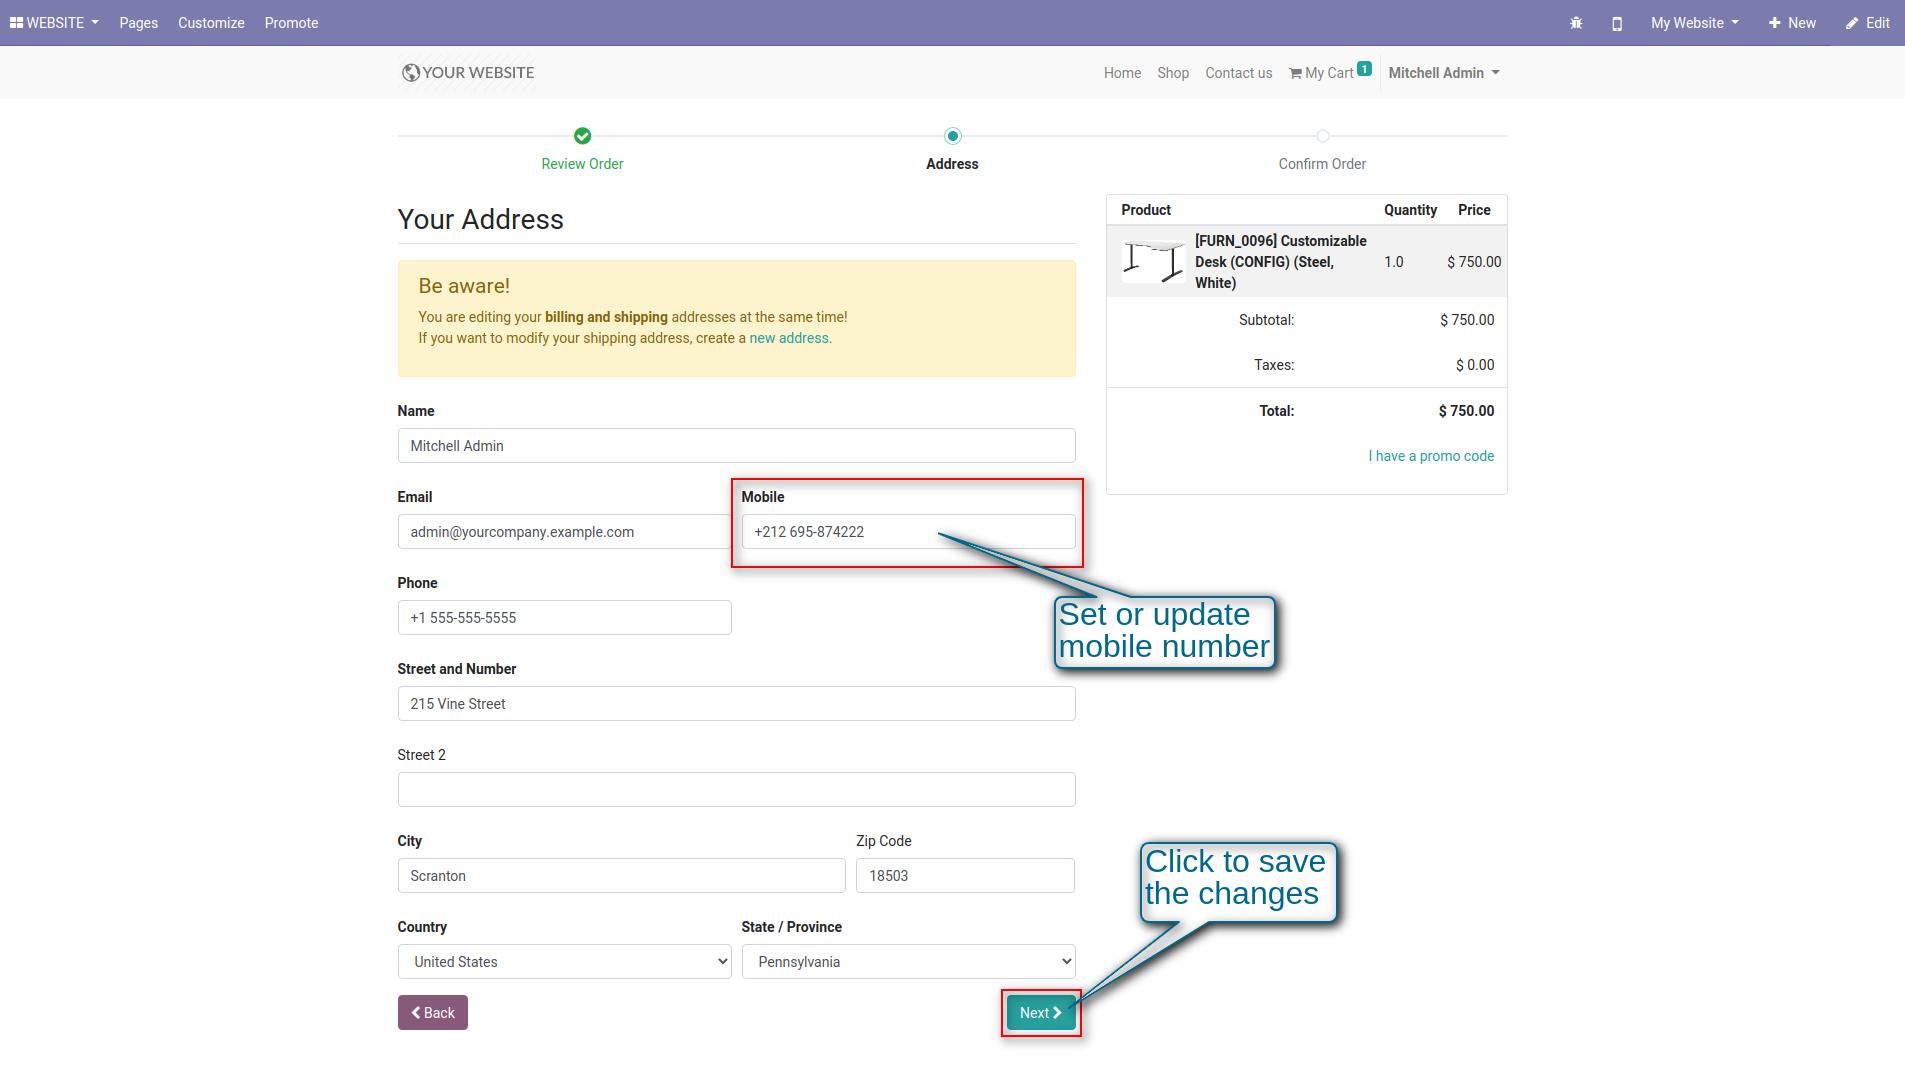 WEBSITE Pages Customize Promote My Website New Edit
YOUR WEBSITE Home Shop Contact us My Cart 1 Mitchell Admin
Review Order Address Confirm Order
Your Address
Be aware!
You are editing your billing and shipping addresses at the same time!
If you want to modify your shipping address, create a new address.
Name
Mitchell Admin
Email
admin@yourcompany.example.com
Mobile
+212 695-874222
Set or update
mobile number
Phone
+1 555-555-5555
Street and Number
215 Vine Street
Street 2
City
Scranton
Zip Code
18503
Country
United States
State / Province
Pennsylvania
Back
Next
Click to save
the changes
Product Quantity Price
[FURN_0096] Customizable
Desk (CONFIG) (Steel, 1.0 $ 750.00
White)
Subtotal: $ 750.00
Taxes: $ 0.00
Total: $ 750.00
I have a promo code